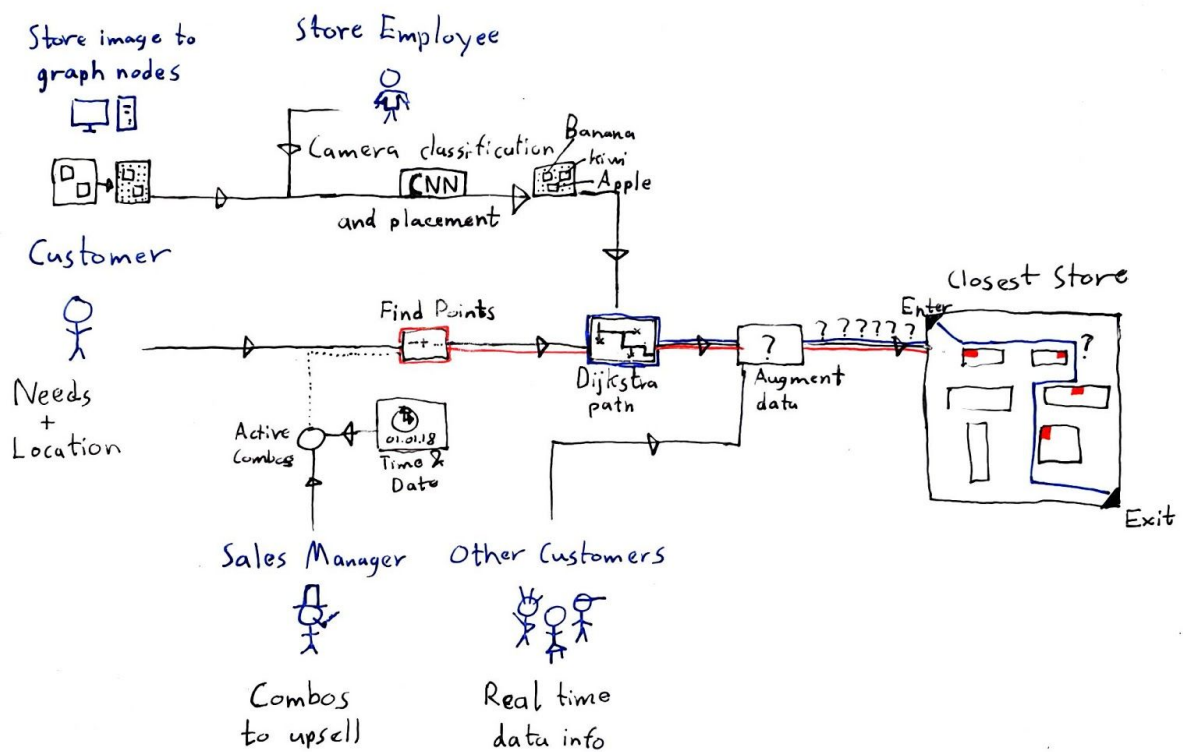 Store image to
graph nodes
Store Employee
Camera classification
CNN
and placement
Banana
kiwi
Apple
Customer
Needs
+
Location
Find Points
-+--
Dijkstra
path
?
Augment
data
? ? ? ? ? ?
Closest Store
Enter
?
Exit
Active
Combos
01.01.18
Time &
Date
Sales Manager
Combos
to upsell
Other Customers
Real time
data info